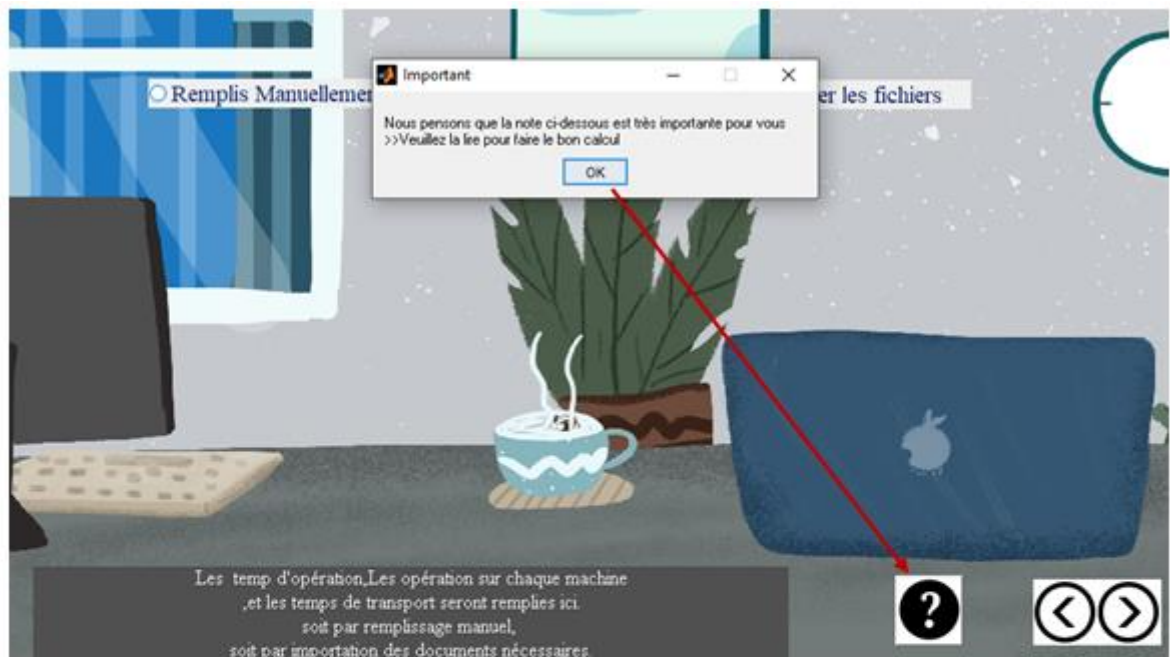 Important
Remplis Manuelleme
er les fichiers
Nous pensons que la note ci-dessous est très importante pour vous
>>Veuillez la lire pour faire le bon calcul
OK
Les temp d'opération,Les opération sur chaque machine
,et les temps de transport seront remplies ici.
soit par remplissage manuel,
soit par importation des documents nécessaires.
?